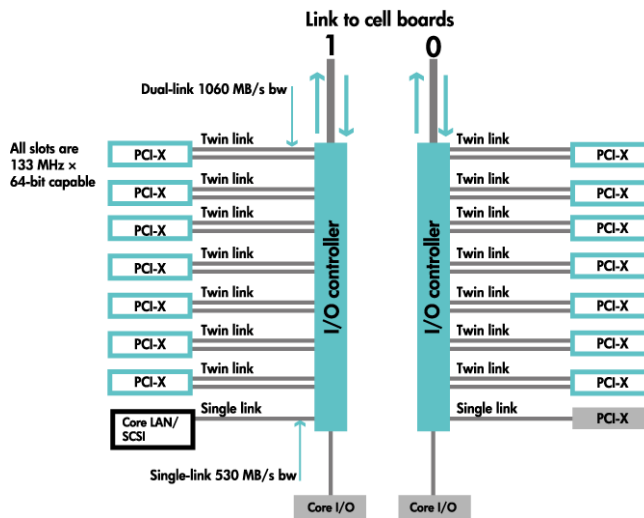 Link to cell boards
1
0
Dual-link 1060 MB/s bw
All slots are
133 MHz ×
64-bit capable
PCI-X
Twin link
Twin link
PCI-X
PCI-X
Twin link
Twin link
PCI-X
PCI-X
Twin link
Twin link
PCI-X
PCI-X
Twin link
Twin link
PCI-X
PCI-X
Twin link
Twin link
PCI-X
PCI-X
Twin link
Twin link
PCI-X
PCI-X
Twin link
Twin link
PCI-X
I/O controller
I/O controller
Core LAN/
SCSI
Single link
Single link
PCI-X
Single-link 530 MB/s bw
Core I/O
Core I/O